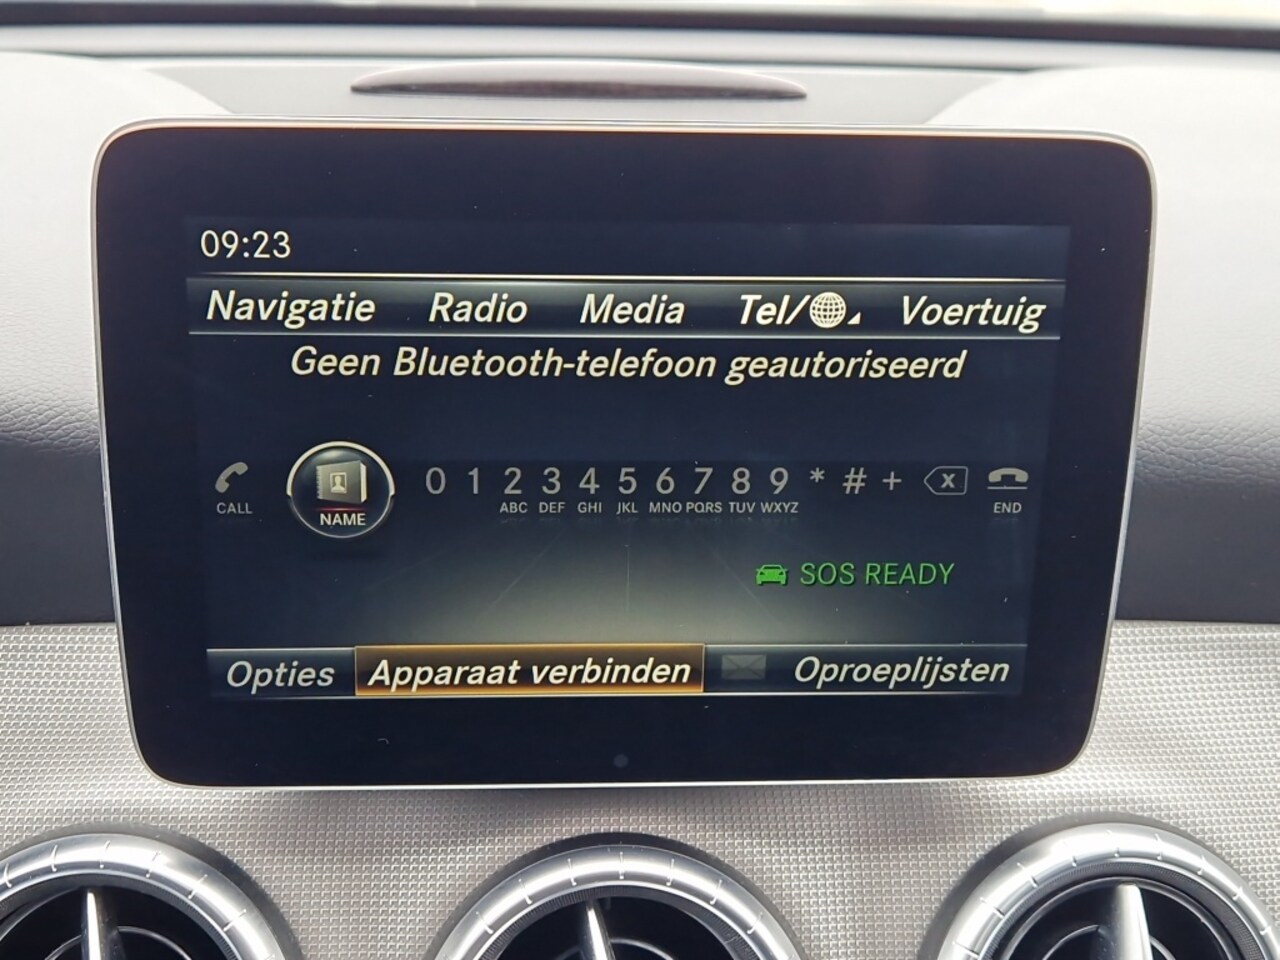 09:23
Navigatie Radio Media Tel/ Voertuig
Geen Bluetooth-telefoon geautoriseerd
0 1 2 3 4 5 6 7 8 9 * # +
CALL NAME ABC DEF GHI JKL MNO PQRS TUV WXYZ X END
SOS READY
Opties Apparaat verbinden Oproeplijsten